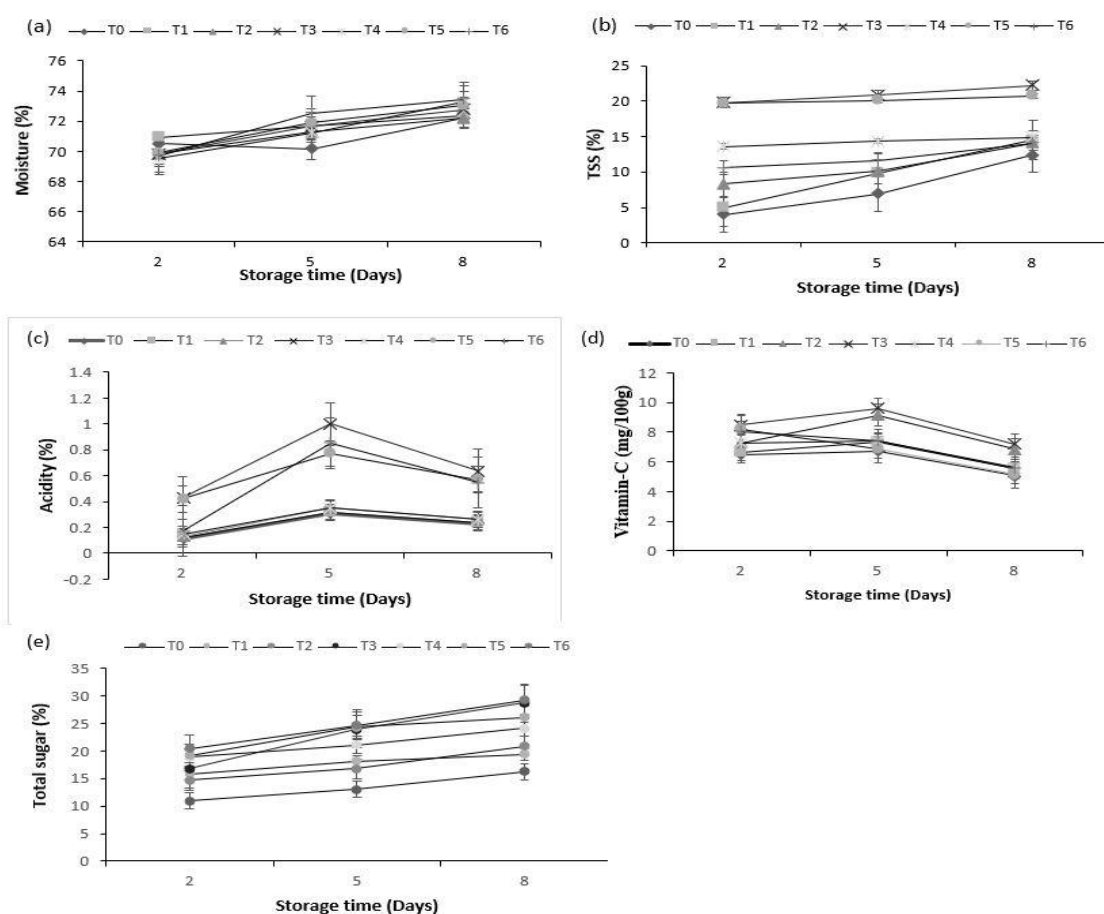 (a)
T0 T1 T2 T3 T4 T5 T6
Moisture (%)
76
74
72
70
68
66
64
2 5 8
Storage time (Days)
(b)
T0 T1 T2 T3 T4 T5 T6
TSS (%)
25
20
15
10
5
0
2 5 8
Storage time (Days)
(c)
T0 T1 T2 T3 T4 T5 T6
Acidity (%)
1.4
1.2
1
0.8
0.6
0.4
0.2
0
-0.2
2 5 8
Storage time (Days)
(d)
T0 T1 T2 T3 T4 T5 T6
Vitamin-C (mg/100g)
12
10
8
6
4
2
0
2 5 8
Storage time (Days)
(e)
T0 T1 T2 T3 T4 T5 T6
Total sugar (%)
35
30
25
20
15
10
5
0
2 5 8
Storage time (Days)